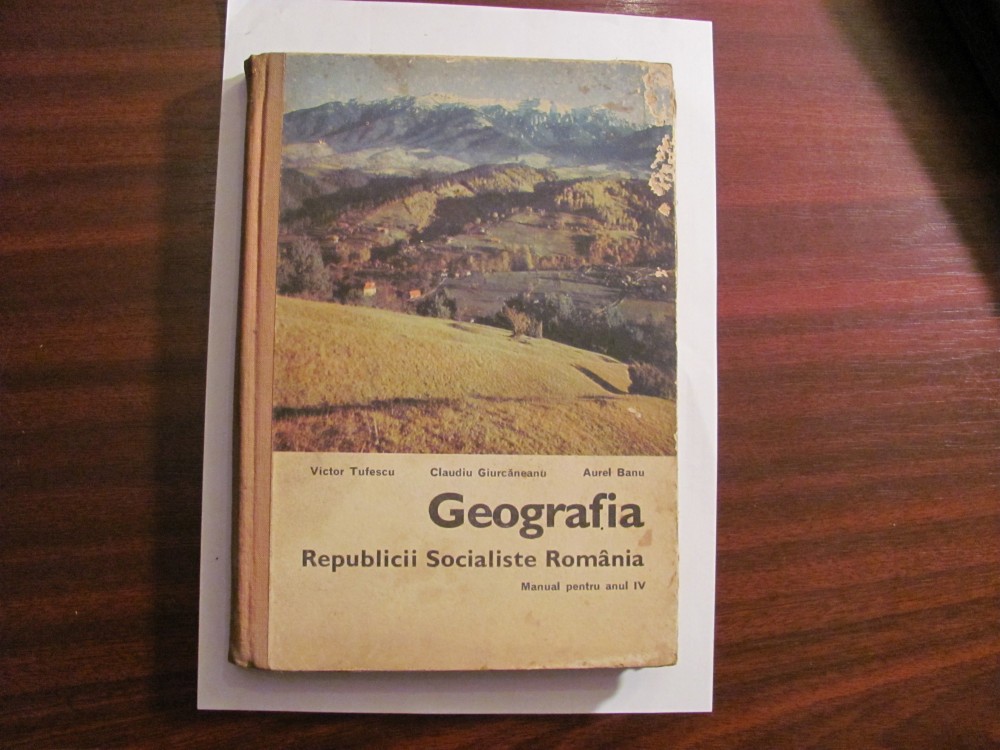 Victor Tufescu Claudiu Giurcăneanu Aurel Banu
Geografia
Republicii Socialiste România
Manual pentru anul IV